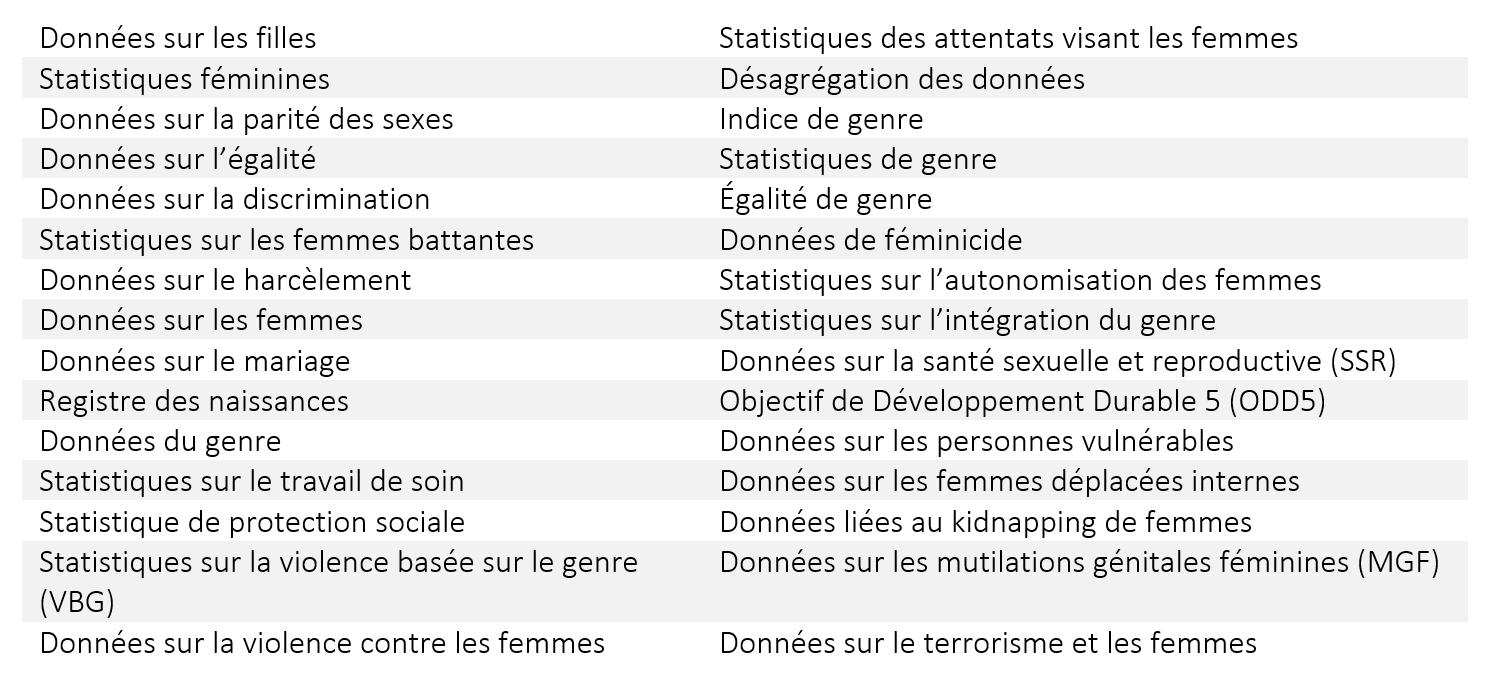 Données sur les filles
Statistiques des attentats visant les femmes
Statistiques féminines
Désagrégation des données
Données sur la parité des sexes
Indice de genre
Données sur l’égalité
Statistiques de genre
Données sur la discrimination
Égalité de genre
Statistiques sur les femmes battantes
Données de féminicide
Données sur le harcèlement
Statistiques sur l’autonomisation des femmes
Données sur les femmes
Statistiques sur l’intégration du genre
Données sur le mariage
Données sur la santé sexuelle et reproductive (SSR)
Registre des naissances
Objectif de Développement Durable 5 (ODD5)
Données du genre
Données sur les personnes vulnérables
Statistiques sur le travail de soin
Données sur les femmes déplacées internes
Statistique de protection sociale
Données liées au kidnapping de femmes
Statistiques sur la violence basée sur le genre
(VBG)
Données sur les mutilations génitales féminines (MGF)
Données sur la violence contre les femmes
Données sur le terrorisme et les femmes